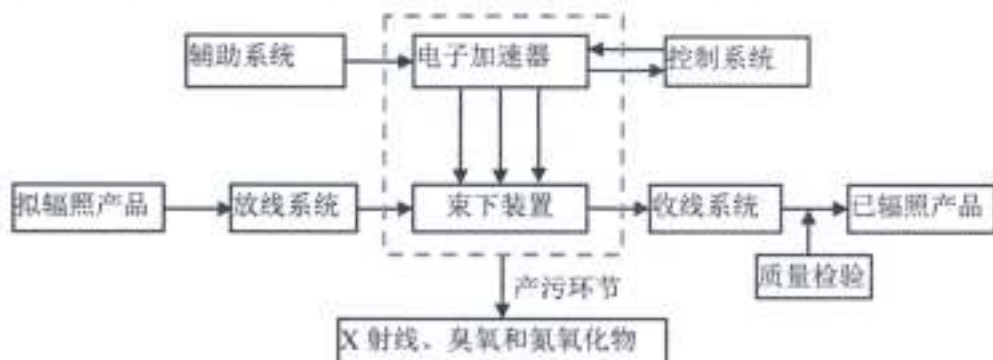 辅助系统
电子加速器
控制系统
拟辐照产品
放线系统
束下装置
收线系统
已辐照产品
质量检验
产污环节
X 射线、臭氧和氮氧化物